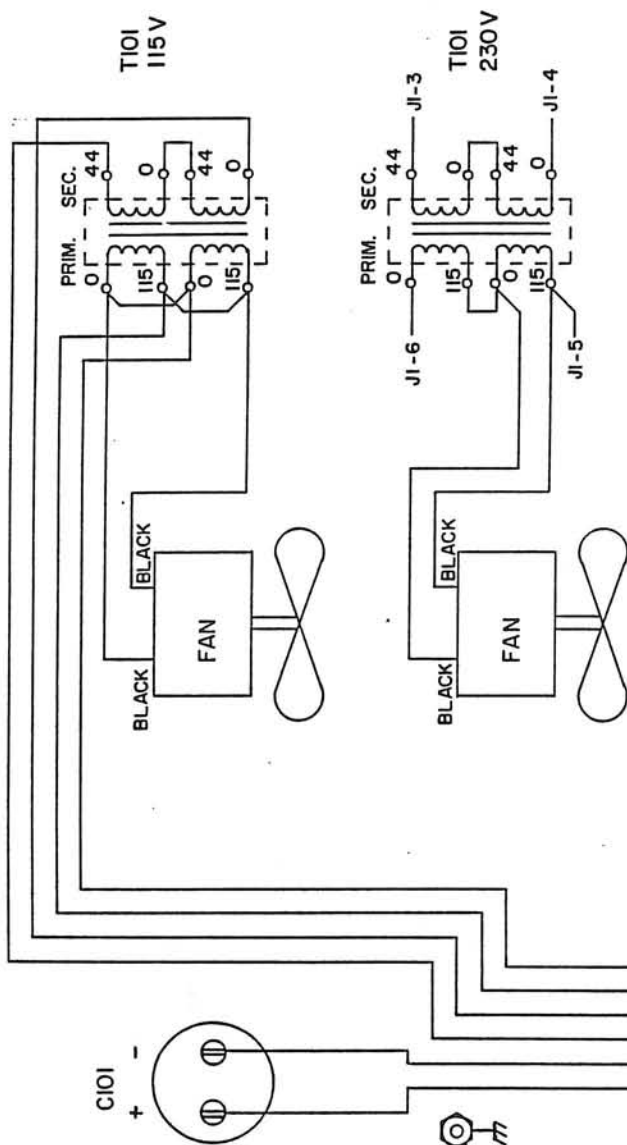 T101
115V
PRIM.
SEC.
0
115
0
115
44
0
44
0
BLACK
BLACK
FAN
T101
230V
PRIM.
SEC.
0
115
0
115
44
0
44
0
J1-3
J1-4
J1-6
J1-5
BLACK
BLACK
FAN
C101
+
-